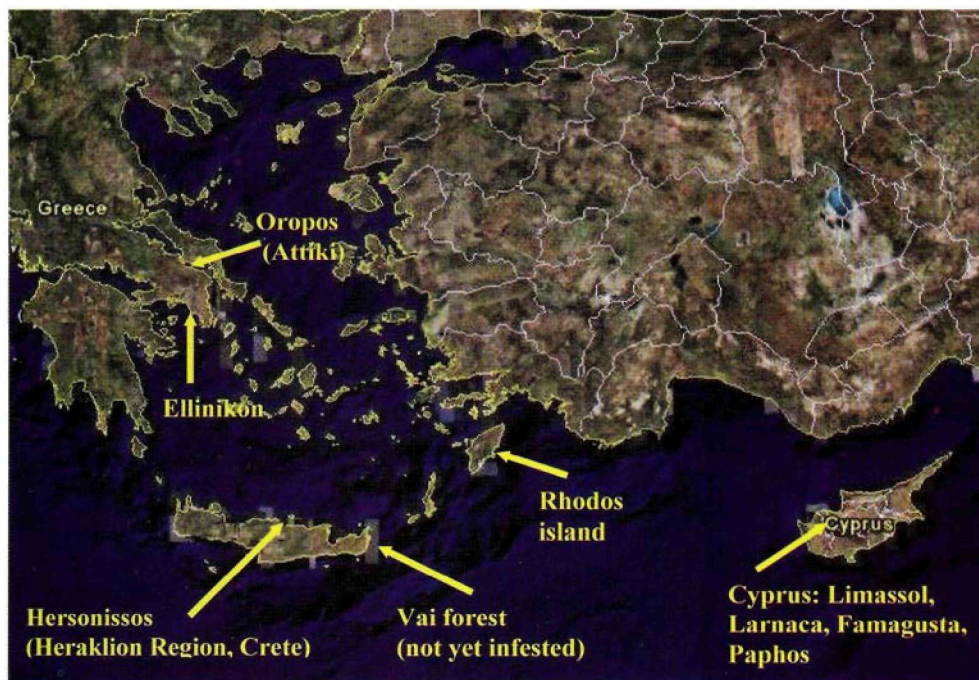 Greece
Oropos
(Attiki)
Ellinikon
Rhodos
island
Cyprus
Hersonissos
(Heraklion Region, Crete)
Vai forest
(not yet infested)
Cyprus: Limassol,
Larnaca, Famagusta,
Paphos